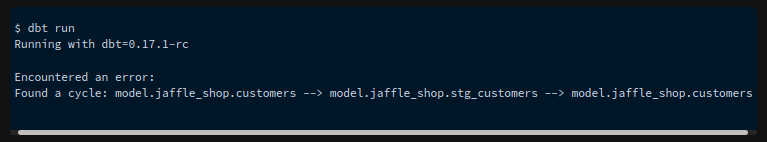 $ dbt run
Running with dbt=0.17.1-rc
Encountered an error:
Found a cycle: model.jaffle_shop.customers --> model.jaffle_shop.stg_customers --> model.jaffle_shop.customers